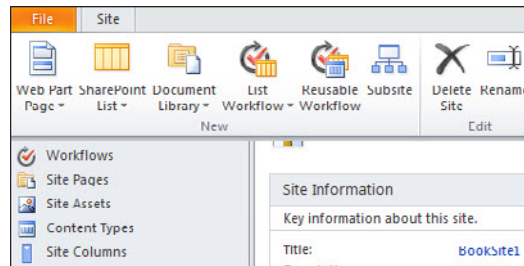 File Site
Web Part SharePoint Document List Reusable Subsite Delete Rename
Page List Library Workflow Workflow Site
New Edit
Workflows
Site Pages
Site Assets
Content Types
Site Columns
Site Information
Key information about this site.
Title: BookSite1